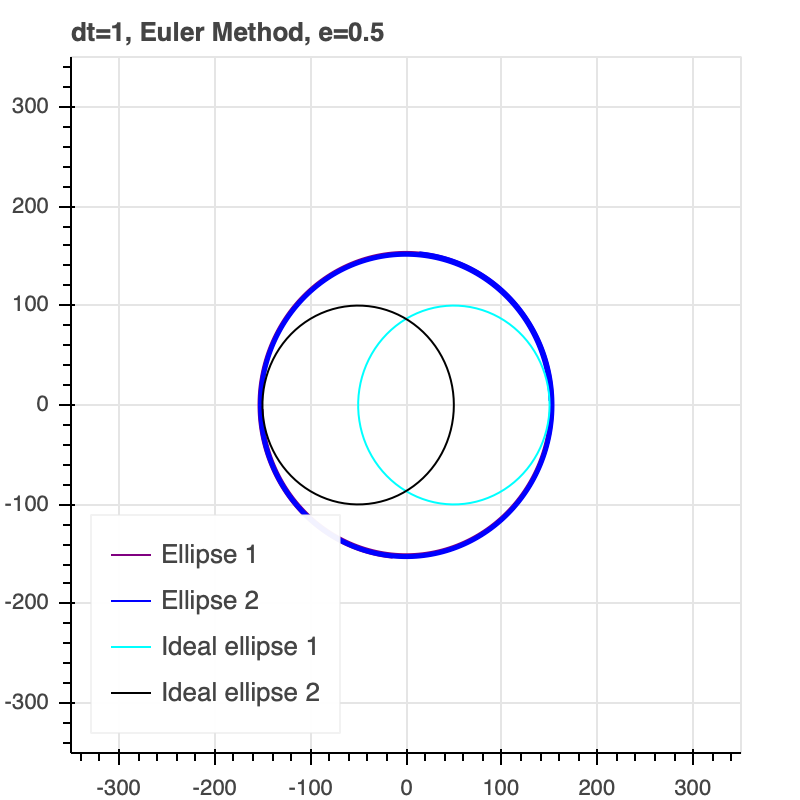 dt=1, Euler Method, e=0.5
300
200
100
0
-100
-200
-300
Ellipse 1
Ellipse 2
Ideal ellipse 1
Ideal ellipse 2
-300 -200 -100 0 100 200 300